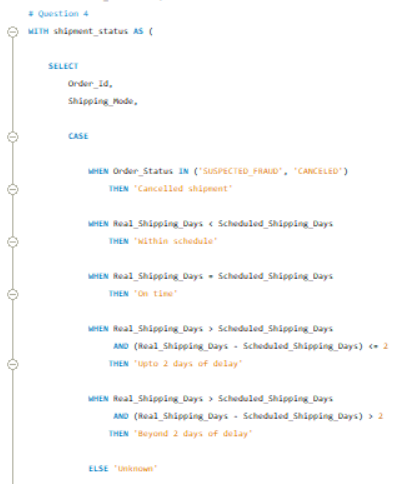 # Question 4
WITH shipment_status AS (
SELECT
Order_Id,
Shipping_Mode,
CASE
WHEN Order_Status IN ('SUSPECTED_FRAUD', 'CANCELED')
THEN 'Cancelled shipment'
WHEN Real_Shipping_Days < Scheduled_Shipping_Days
THEN 'Within schedule'
WHEN Real_Shipping_Days = Scheduled_Shipping_Days
THEN 'On time'
WHEN Real_Shipping_Days > Scheduled_Shipping_Days
AND (Real_Shipping_Days - Scheduled_Shipping_Days) <= 2
THEN 'Upto 2 days of delay'
WHEN Real_Shipping_Days > Scheduled_Shipping_Days
AND (Real_Shipping_Days - Scheduled_Shipping_Days) > 2
THEN 'Beyond 2 days of delay'
ELSE 'Unknown'